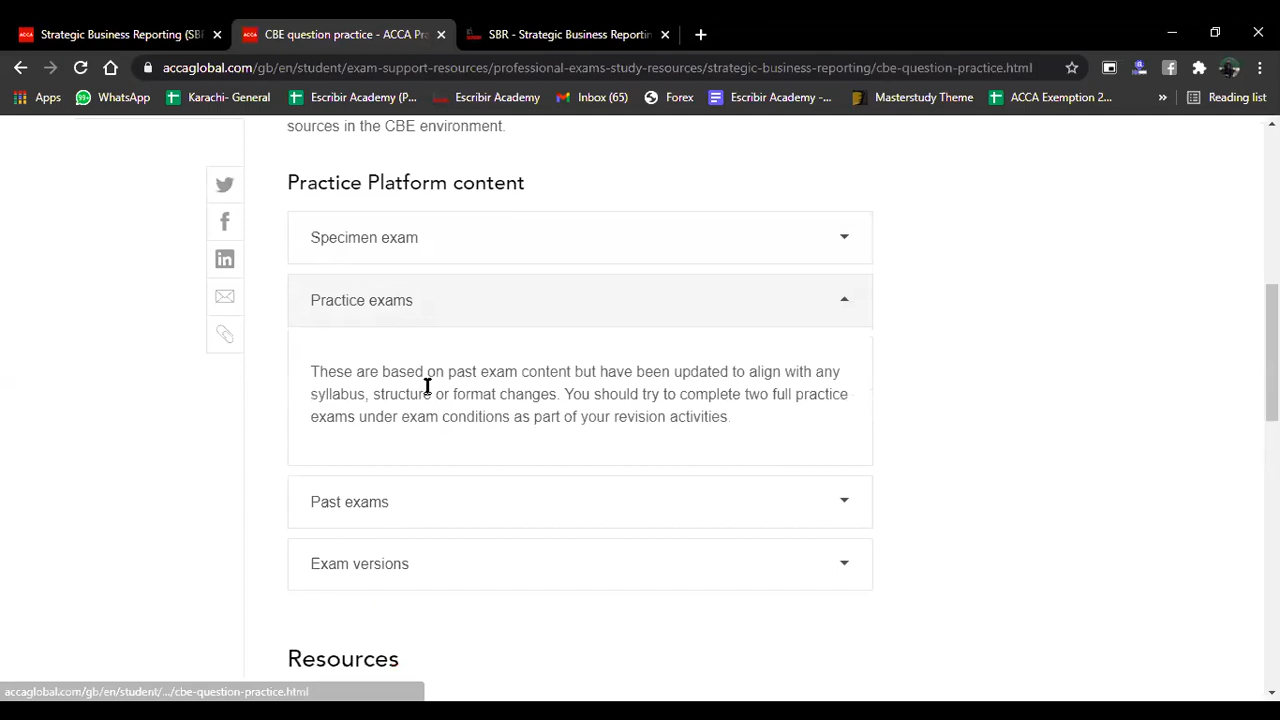 Strategic Business Reporting (SBR
CBE question practice - ACCA Pr
SBR - Strategic Business Reportin
accaglobal.com/gb/en/student/exam-support-resources/professional-exams-study-resources/strategic-business-reporting/cbe-question-practice.html
Apps WhatsApp Karachi- General Escribir Academy (P... Escribir Academy Inbox (65) Forex Escribir Academy -... Masterstudy Theme ACCA Exemption 2... » Reading list
sources in the CBE environment.
Practice Platform content
Specimen exam
Practice exams
These are based on past exam content but have been updated to align with any
syllabus, structure or format changes. You should try to complete two full practice
exams under exam conditions as part of your revision activities.
Past exams
Exam versions
Resources
accaglobal.com/gb/en/student/.../cbe-question-practice.html